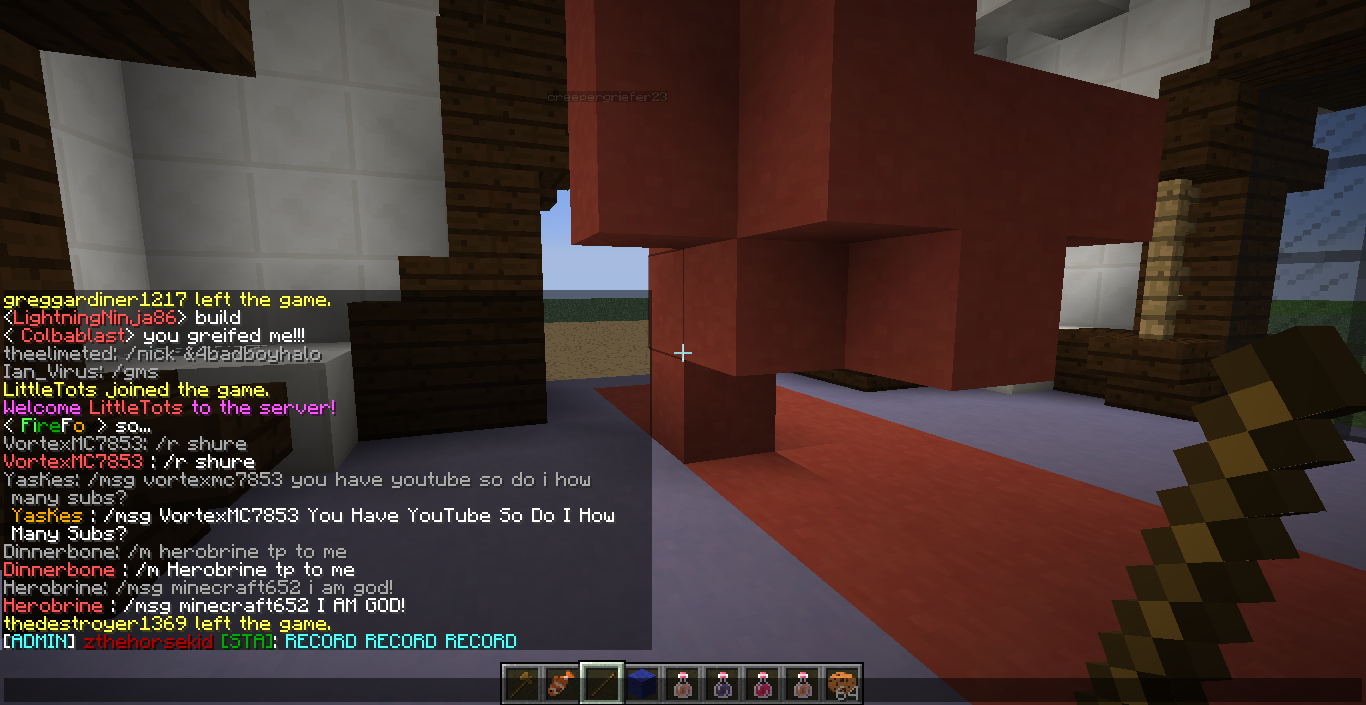 creepergriefer23
greggardiner1217 left the game.
<LightningNinja86> build
< Colbablast> you greifed me!!!
theelimeted: /nick &4badboyhalo
Ian_Virus: /gms
LittleTots joined the game.
Welcome LittleTots to the server!
< FireFo > so...
VortexMC7853: /r shure
VortexMC7853 : /r shure
YasKes: /msg vortexmc7853 you have youtube so do i how
many subs?
YasKes : /msg VortexMC7853 You Have YouTube So Do I How
Many Subs?
Dinnerbone: /m herobrine tp to me
Dinnerbone : /m Herobrine tp to me
Herobrine: /msg minecraft652 i am god!
Herobrine : /msg minecraft652 I AM GOD!
thedestroyer1369 left the game.
[ADMIN] zthehorsekid [STA]: RECORD RECORD RECORD
64